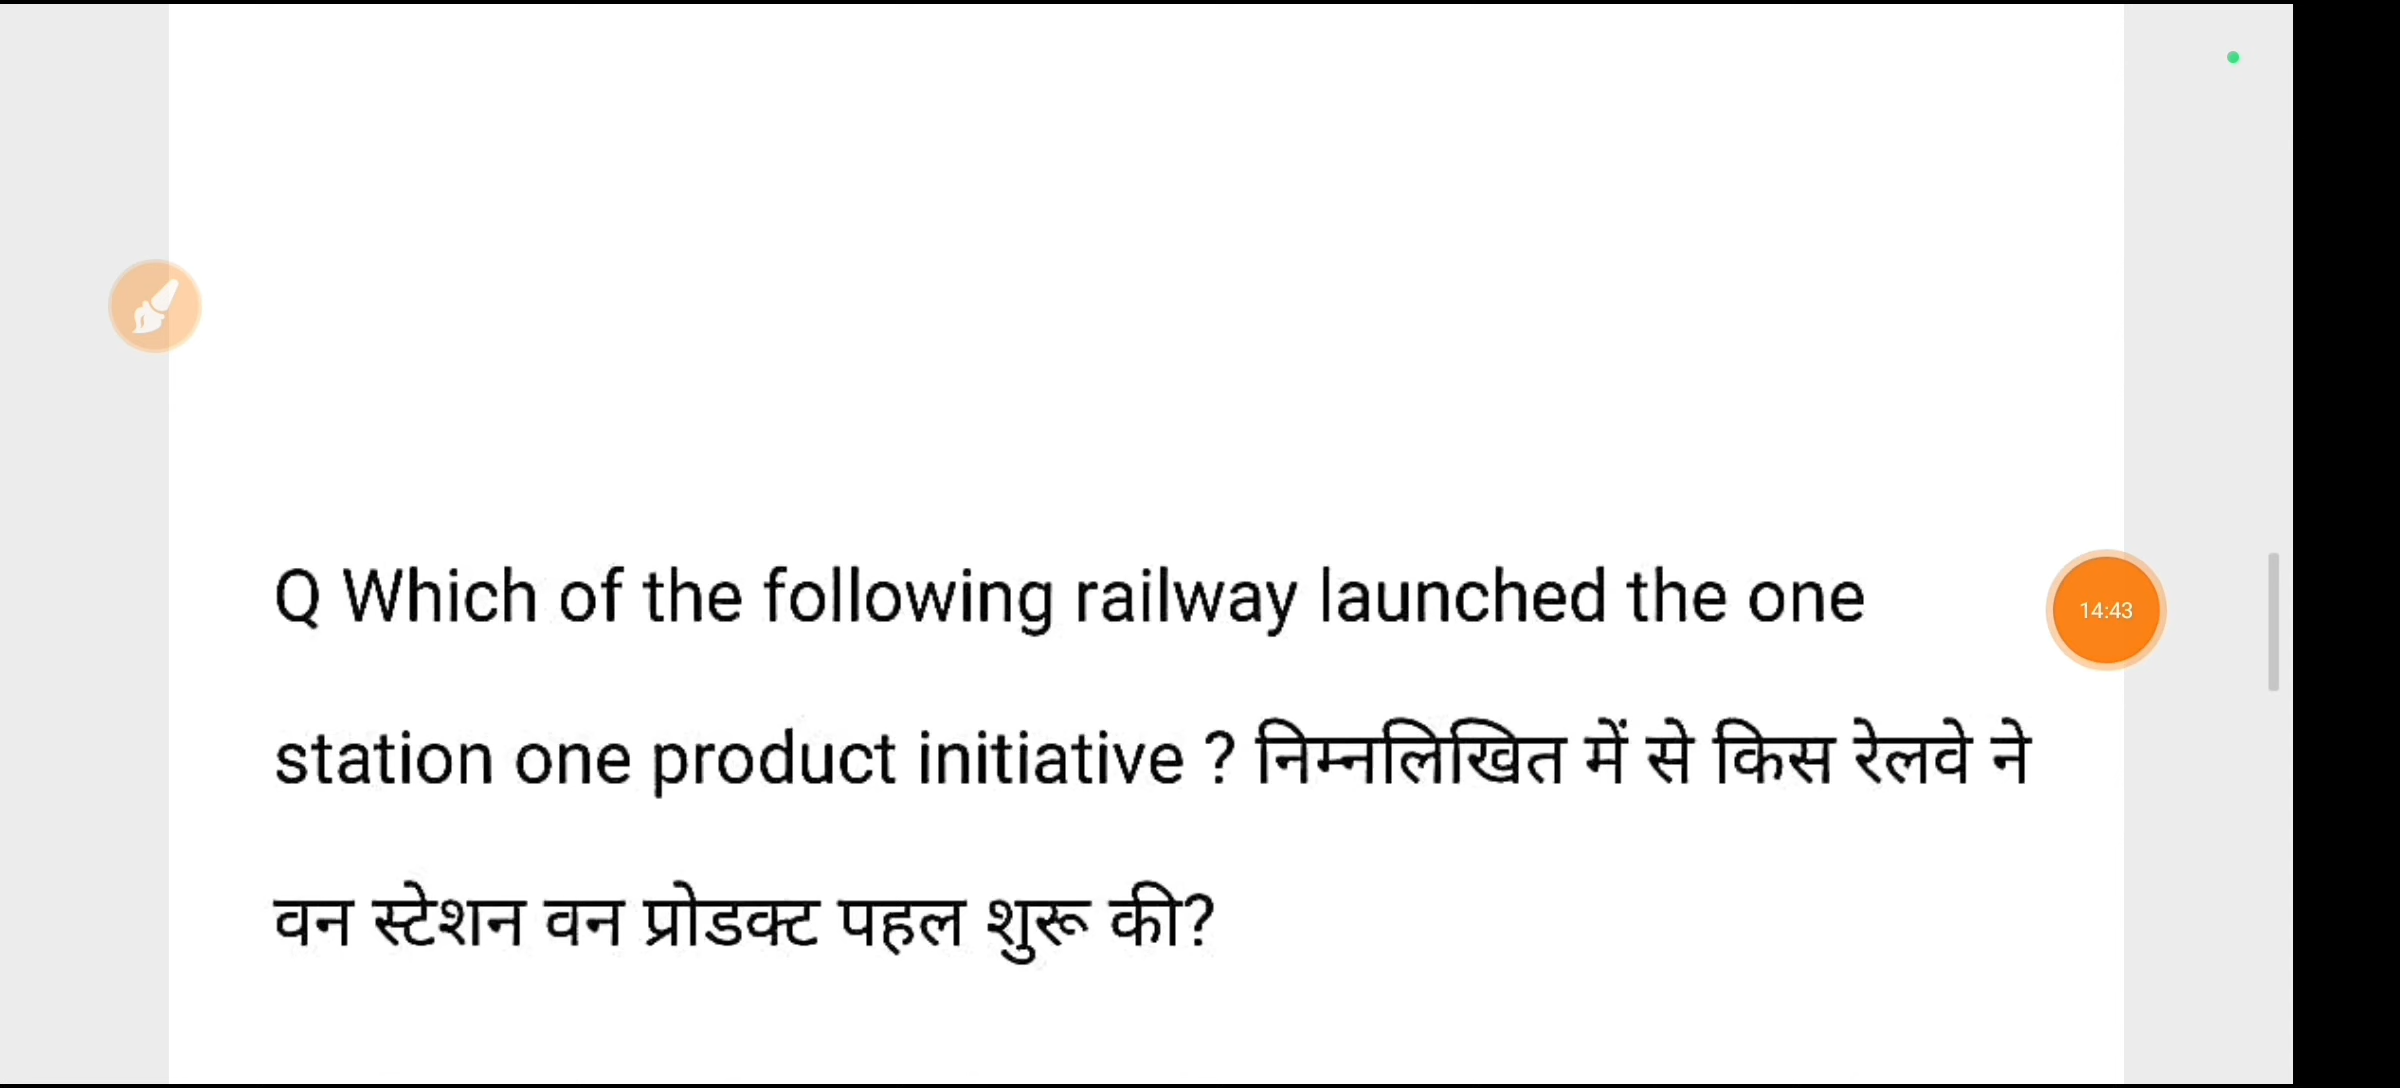 14:43
Q Which of the following railway launched the one
station one product initiative ? निम्नलिखित में से किस रेलवे ने
वन स्टेशन वन प्रोडक्ट पहल शुरू की?